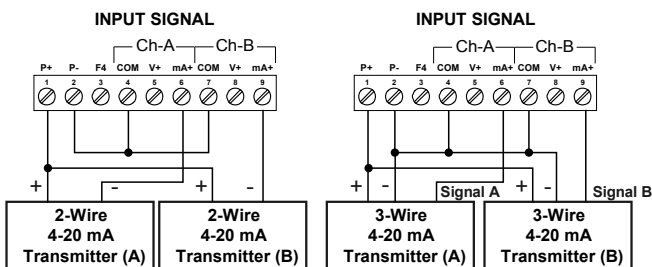 INPUT SIGNAL
Ch-A Ch-B
P+ P- F4 COM V+ mA+ COM V+ mA+
1 2 3 4 5 6 7 8 9
+ - + -
2-Wire
4-20 mA
Transmitter (A)
2-Wire
4-20 mA
Transmitter (B)
INPUT SIGNAL
Ch-A Ch-B
P+ P- F4 COM V+ mA+ COM V+ mA+
1 2 3 4 5 6 7 8 9
+ - Signal A + - Signal B
3-Wire
4-20 mA
Transmitter (A)
3-Wire
4-20 mA
Transmitter (B)